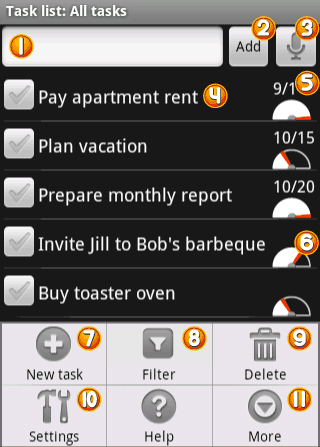 Task list: All tasks
1
Add 2
3
Pay apartment rent 4
9/1 5
Plan vacation
10/15
Prepare monthly report
10/20
Invite Jill to Bob's barbeque 6
Buy toaster oven
7 8 9
New task Filter Delete
10 ? 11
Settings Help More